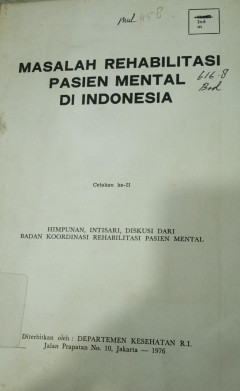 Ind
MASALAH REHABILITASI
PASIEN MENTAL
DI INDONESIA
616.8
Cetakan ke-II
HIMPUNAN, INTISARI, DISKUSI DARI
BADAN KOORDINASI REHABILITASI PASIEN MENTAL
Diterbitkan oleh : DEPARTEMEN KESEHATAN R.I.
Jalan Prapatan No. 10, Jakarta — 1976